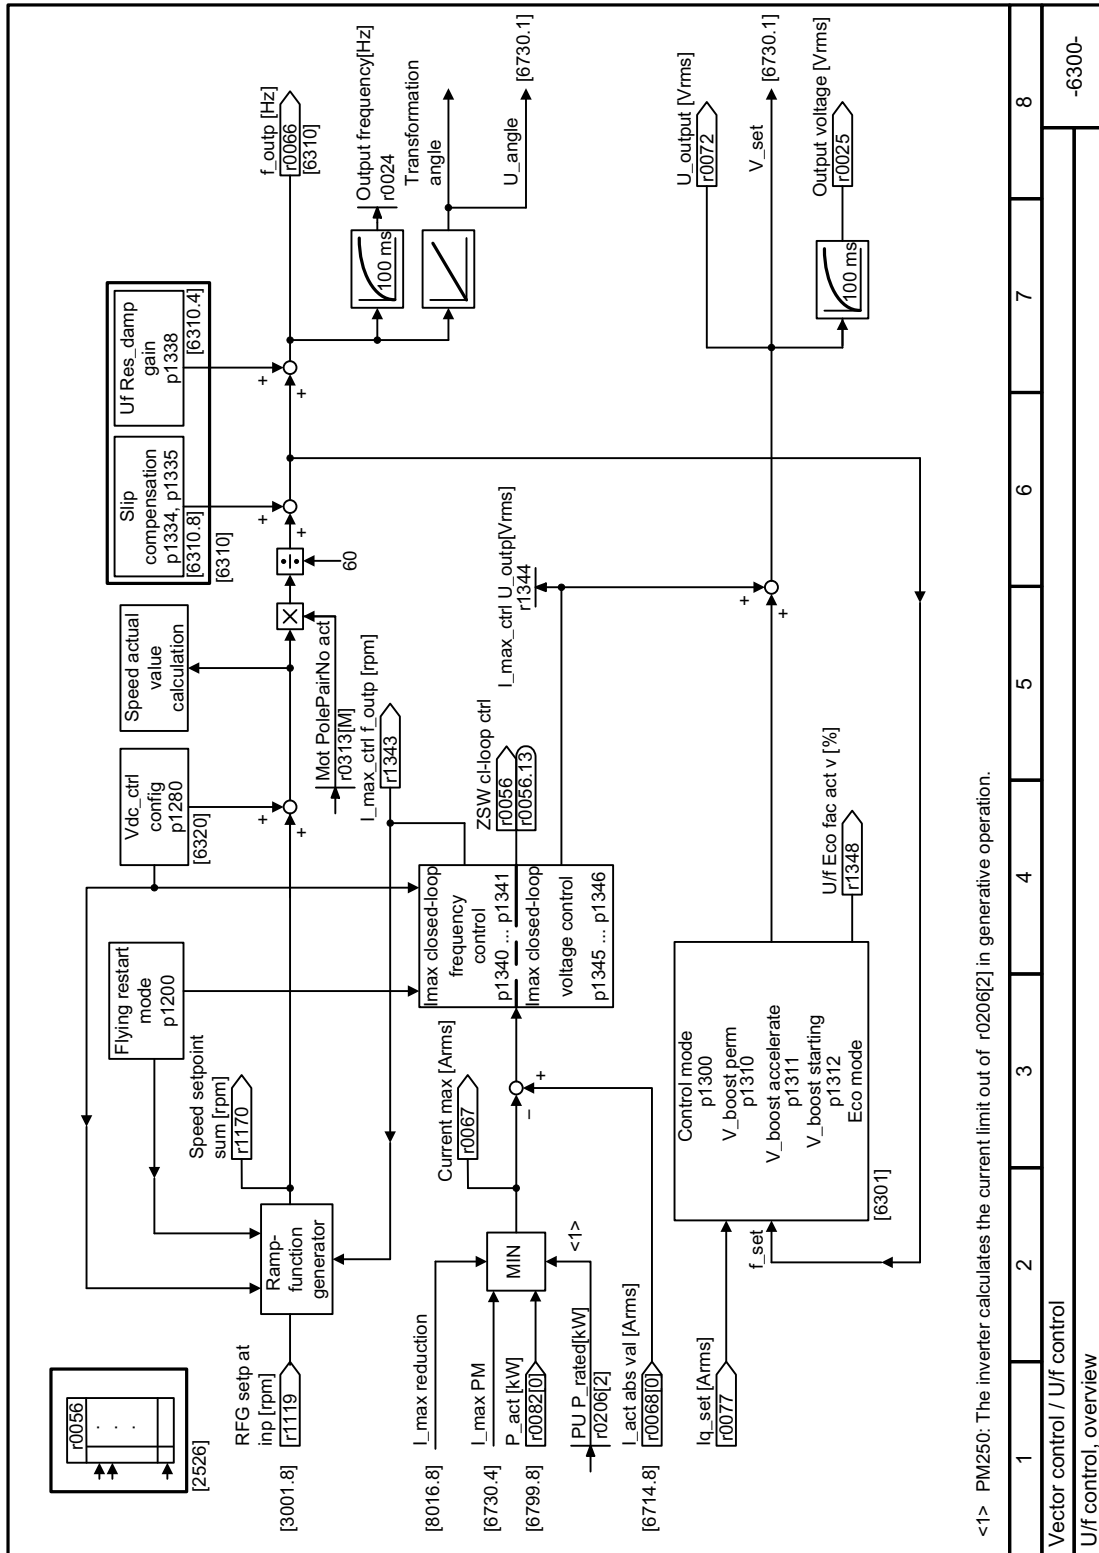 r0056
. . .
[2526]
RFG setp at
inp [rpm]
r1119
[3001.8]
Ramp-
function
generator
Speed setpoint
sum [rpm]
r1170
Flying restart
mode
p1200
Vdc_ctrl
config
p1280
[6320]
Speed actual
value
calculation
Mot PolePairNo act
r0313[M]
I_max_ctrl f_outp [rpm]
r1343
60
Slip
compensation
p1334, p1335
[6310.8]
[6310]
Uf Res_damp
gain
p1338
[6310.4]
f_outp [Hz]
r0066
[6310]
100 ms
Output frequency[Hz]
r0024
Transformation
angle
U_angle
[6730.1]
I_max reduction
[8016.8]
I_max PM
[6730.4]
P_act [kW]
r0082[0]
[6799.8]
PU P_rated[kW]
r0206[2]
<1>
I_act abs val [Arms]
r0068[0]
[6714.8]
MIN
Current max [Arms]
r0067
Imax closed-loop
frequency
control
p1340 ... p1341
Imax closed-loop
voltage control
p1345 ... p1346
ZSW cl-loop ctrl
r0056
r0056.13
I_max_ctrl U_outp[Vrms]
r1344
Iq_set [Arms]
r0077
f_set
Control mode
p1300
V_boost perm
p1310
V_boost accelerate
p1311
V_boost starting
p1312
Eco mode
[6301]
U/f Eco fac act v [%]
r1348
U_output [Vrms]
r0072
V_set
[6730.1]
100 ms
Output voltage [Vrms]
r0025
+
+
+
+
+
+
+
+
–
+
<1> PM250: The inverter calculates the current limit out of r0206[2] in generative operation.
1
2
3
4
5
6
7
8
Vector control / U/f control
U/f control, overview
-6300-